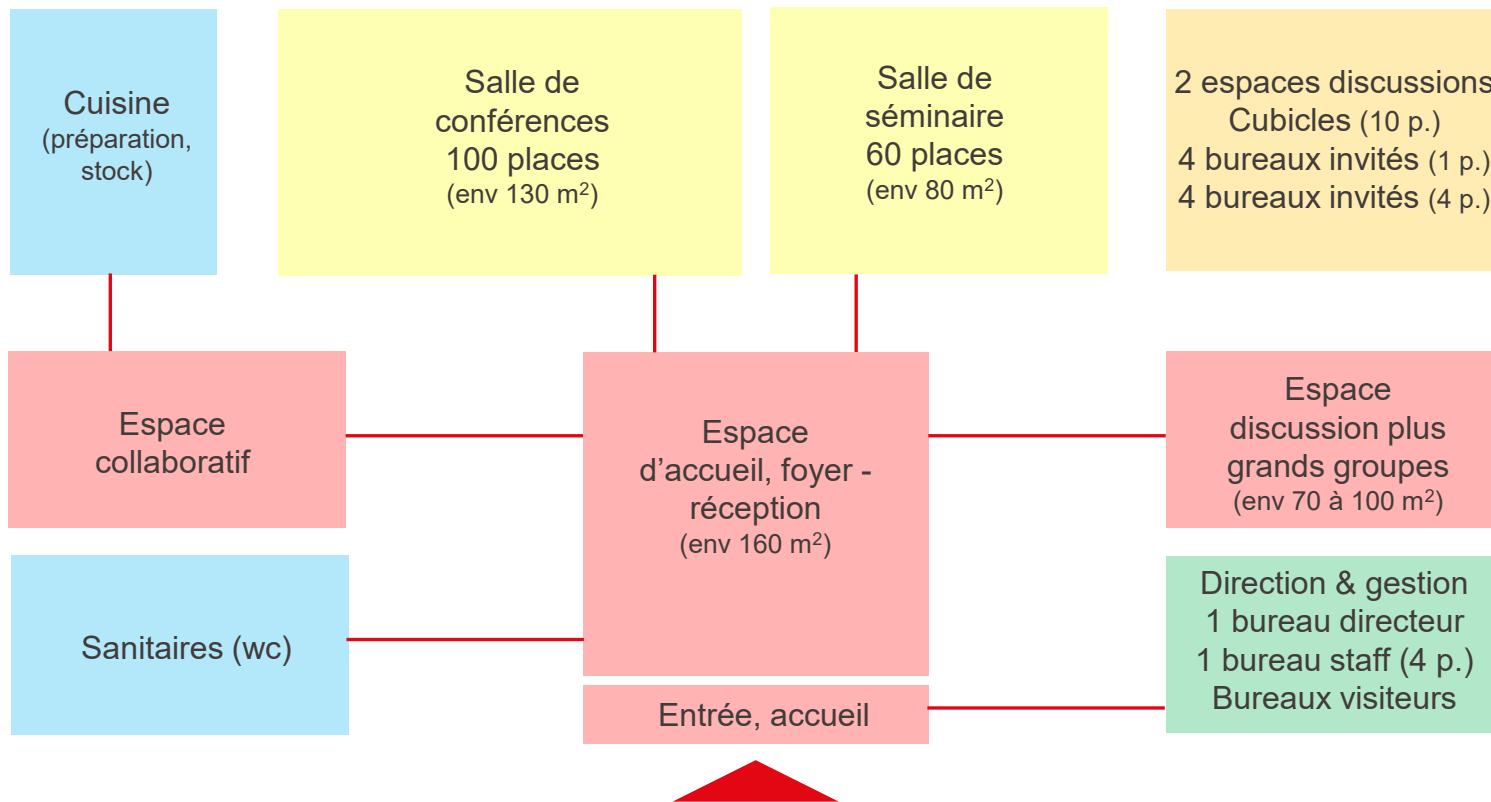 Cuisine
(préparation,
stock)
Salle de
conférences
100 places
(env 130 m²)
Salle de
séminaire
60 places
(env 80 m²)
2 espaces discussions
Cubicles (10 p.)
4 bureaux invités (1 p.)
4 bureaux invités (4 p.)
Espace
collaboratif
Espace
d’accueil, foyer -
réception
(env 160 m²)
Espace
discussion plus
grands groupes
(env 70 à 100 m²)
Sanitaires (wc)
Entrée, accueil
Direction & gestion
1 bureau directeur
1 bureau staff (4 p.)
Bureaux visiteurs